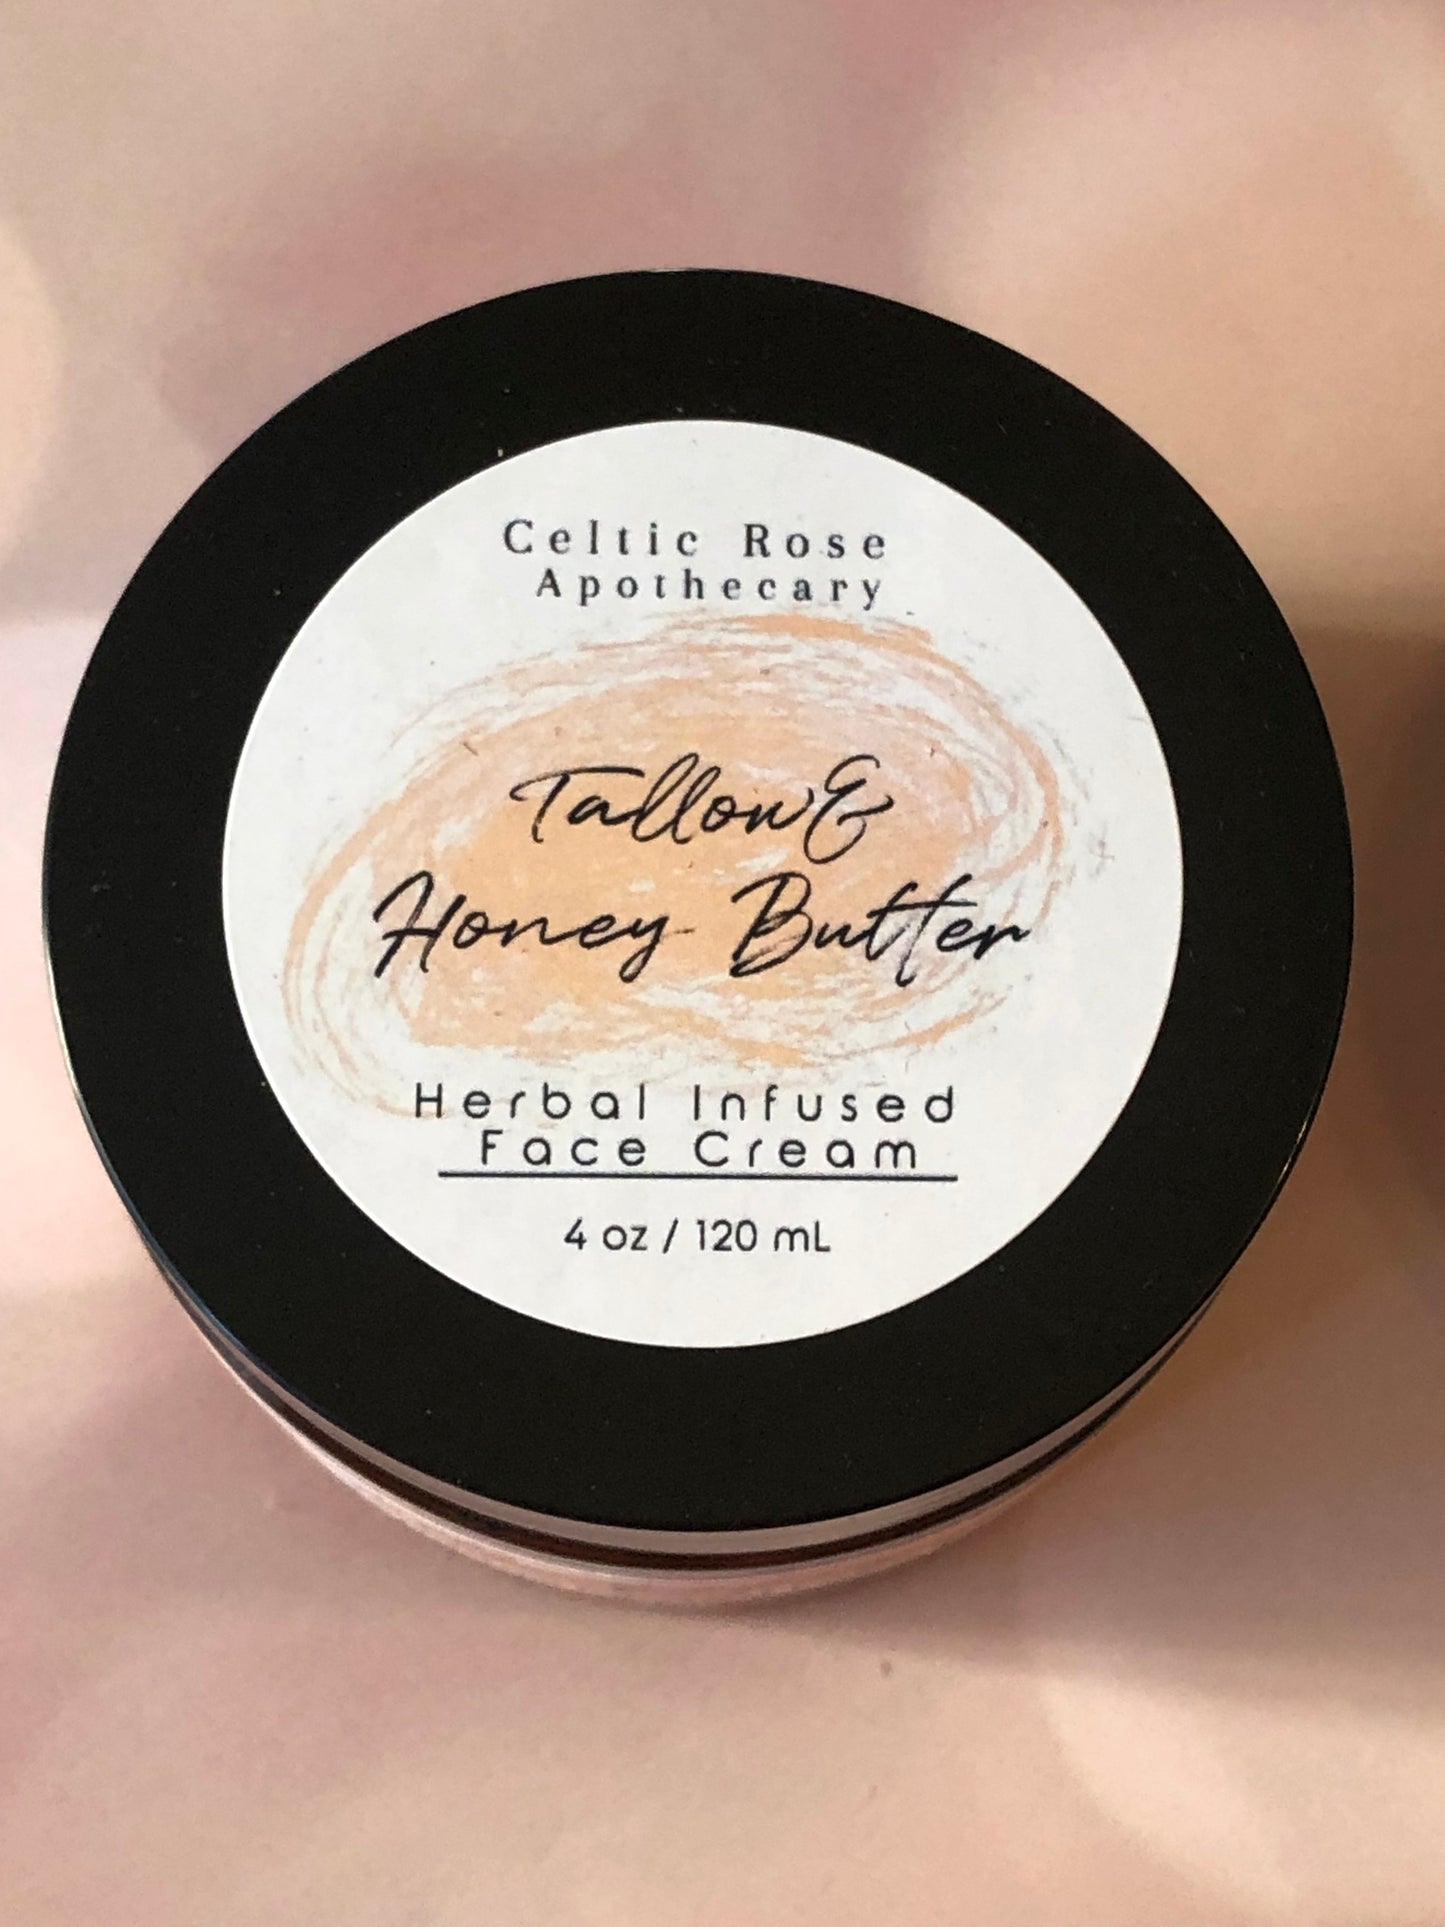 Celtic Rose
Apothecary
Tallow &
Honey Butter
Herbal Infused
Face Cream
4 oz / 120 mL